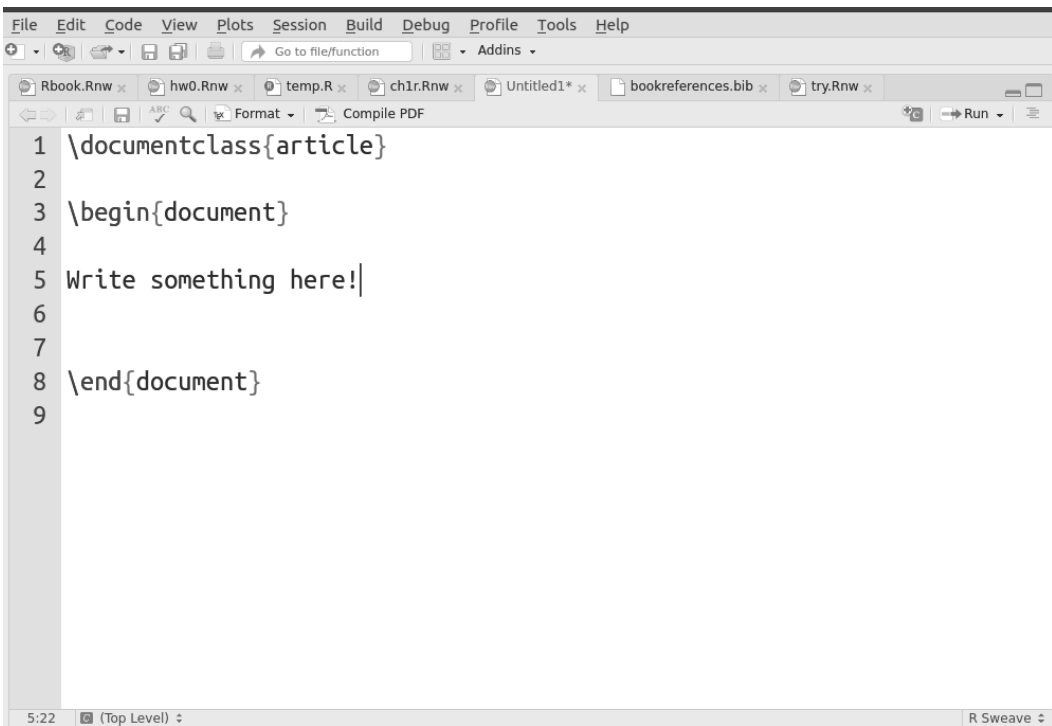 File Edit Code View Plots Session Build Debug Profile Tools Help
Go to file/function Addins
Rbook.Rnw hw0.Rnw temp.R ch1r.Rnw Untitled1* bookreferences.bib try.Rnw
ABC Format Compile PDF Run
1 \documentclass{article}
2
3 \begin{document}
4
5 Write something here!
6
7
8 \end{document}
9
5:22 C (Top Level) R Sweave